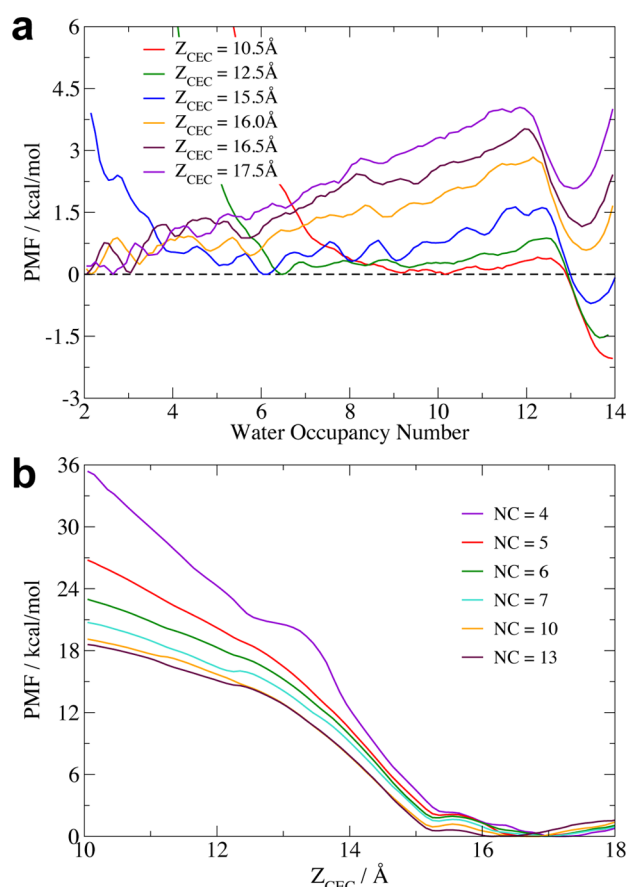 a
6
4.5
3
1.5
0
-1.5
-3
PMF / kcal/mol
Z_CEC = 10.5Å
Z_CEC = 12.5Å
Z_CEC = 15.5Å
Z_CEC = 16.0Å
Z_CEC = 16.5Å
Z_CEC = 17.5Å
2 4 6 8 10 12 14
Water Occupancy Number
b
36
30
24
18
12
6
0
PMF / kcal/mol
NC = 4
NC = 5
NC = 6
NC = 7
NC = 10
NC = 13
10 12 14 16 18
Z_CEC / Å